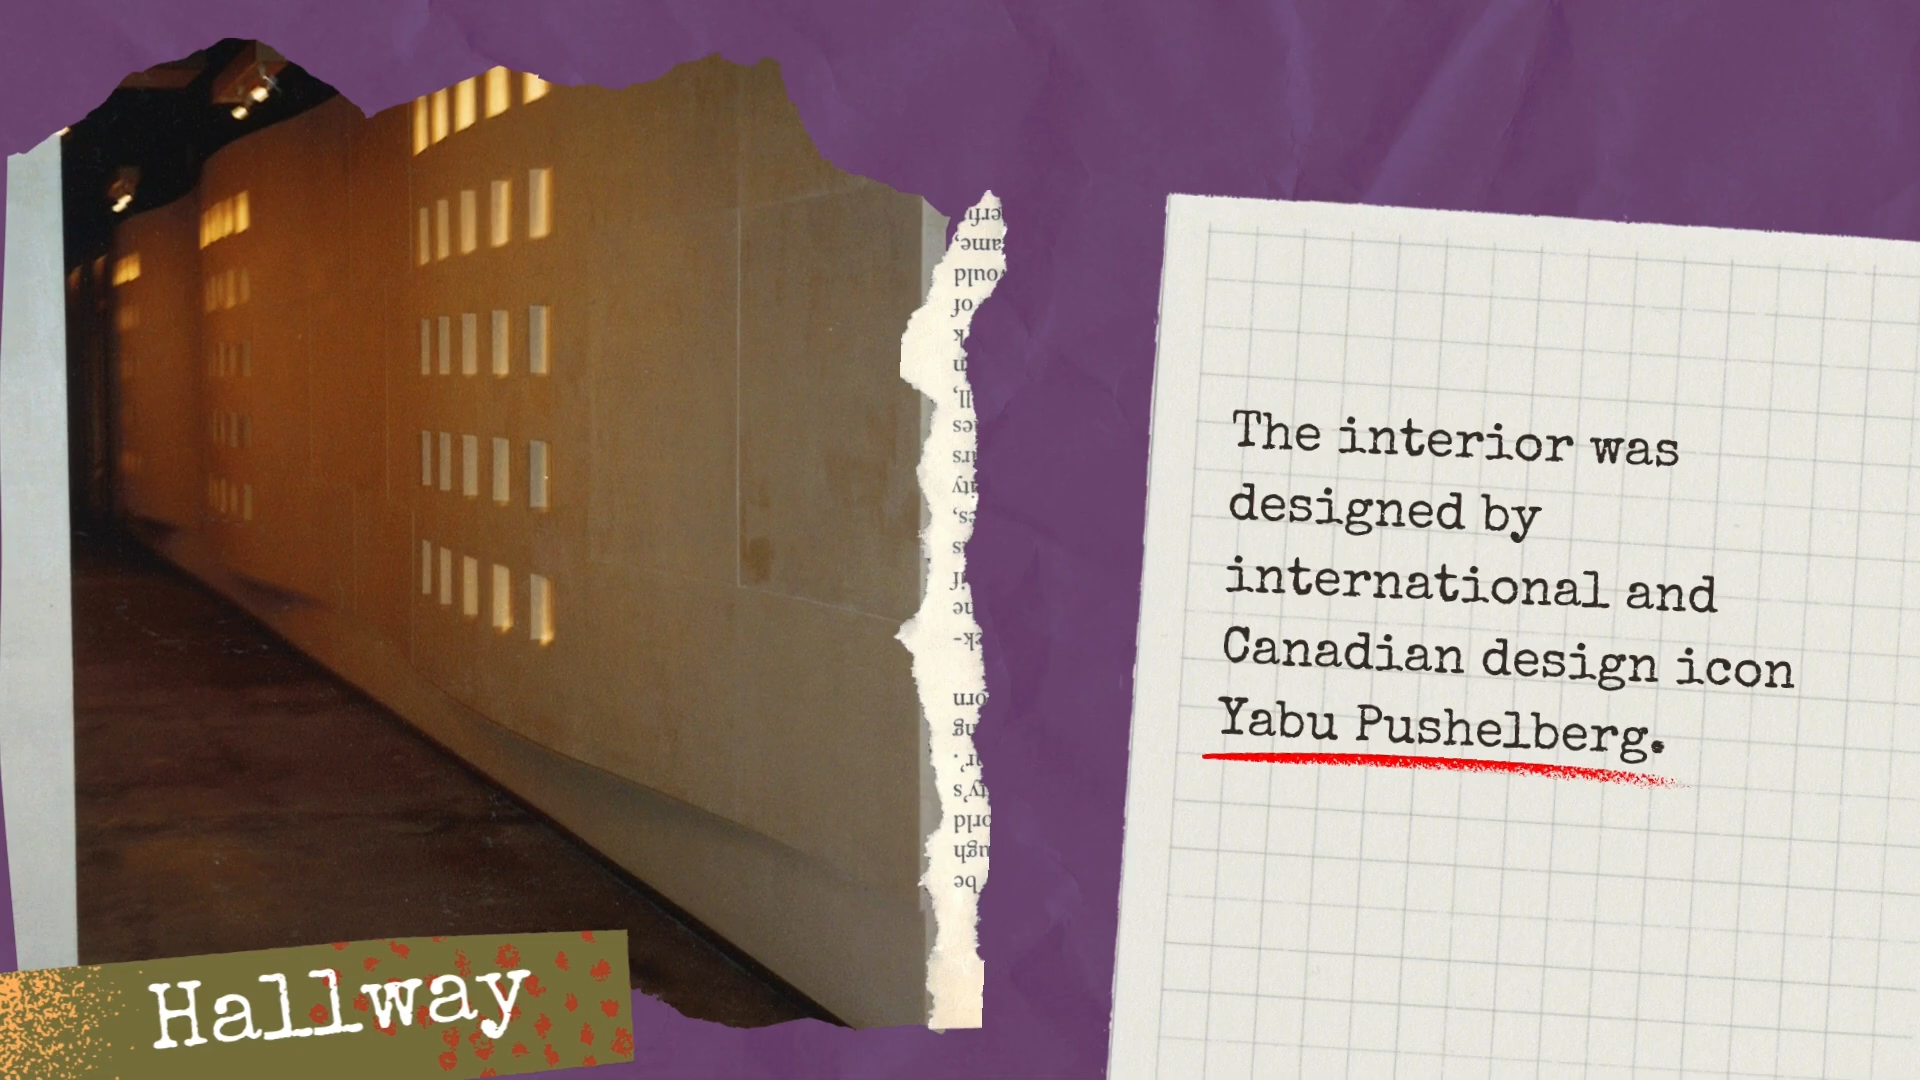 Hallway
The interior was
designed by
international and
Canadian design icon
Yabu Pushelberg.